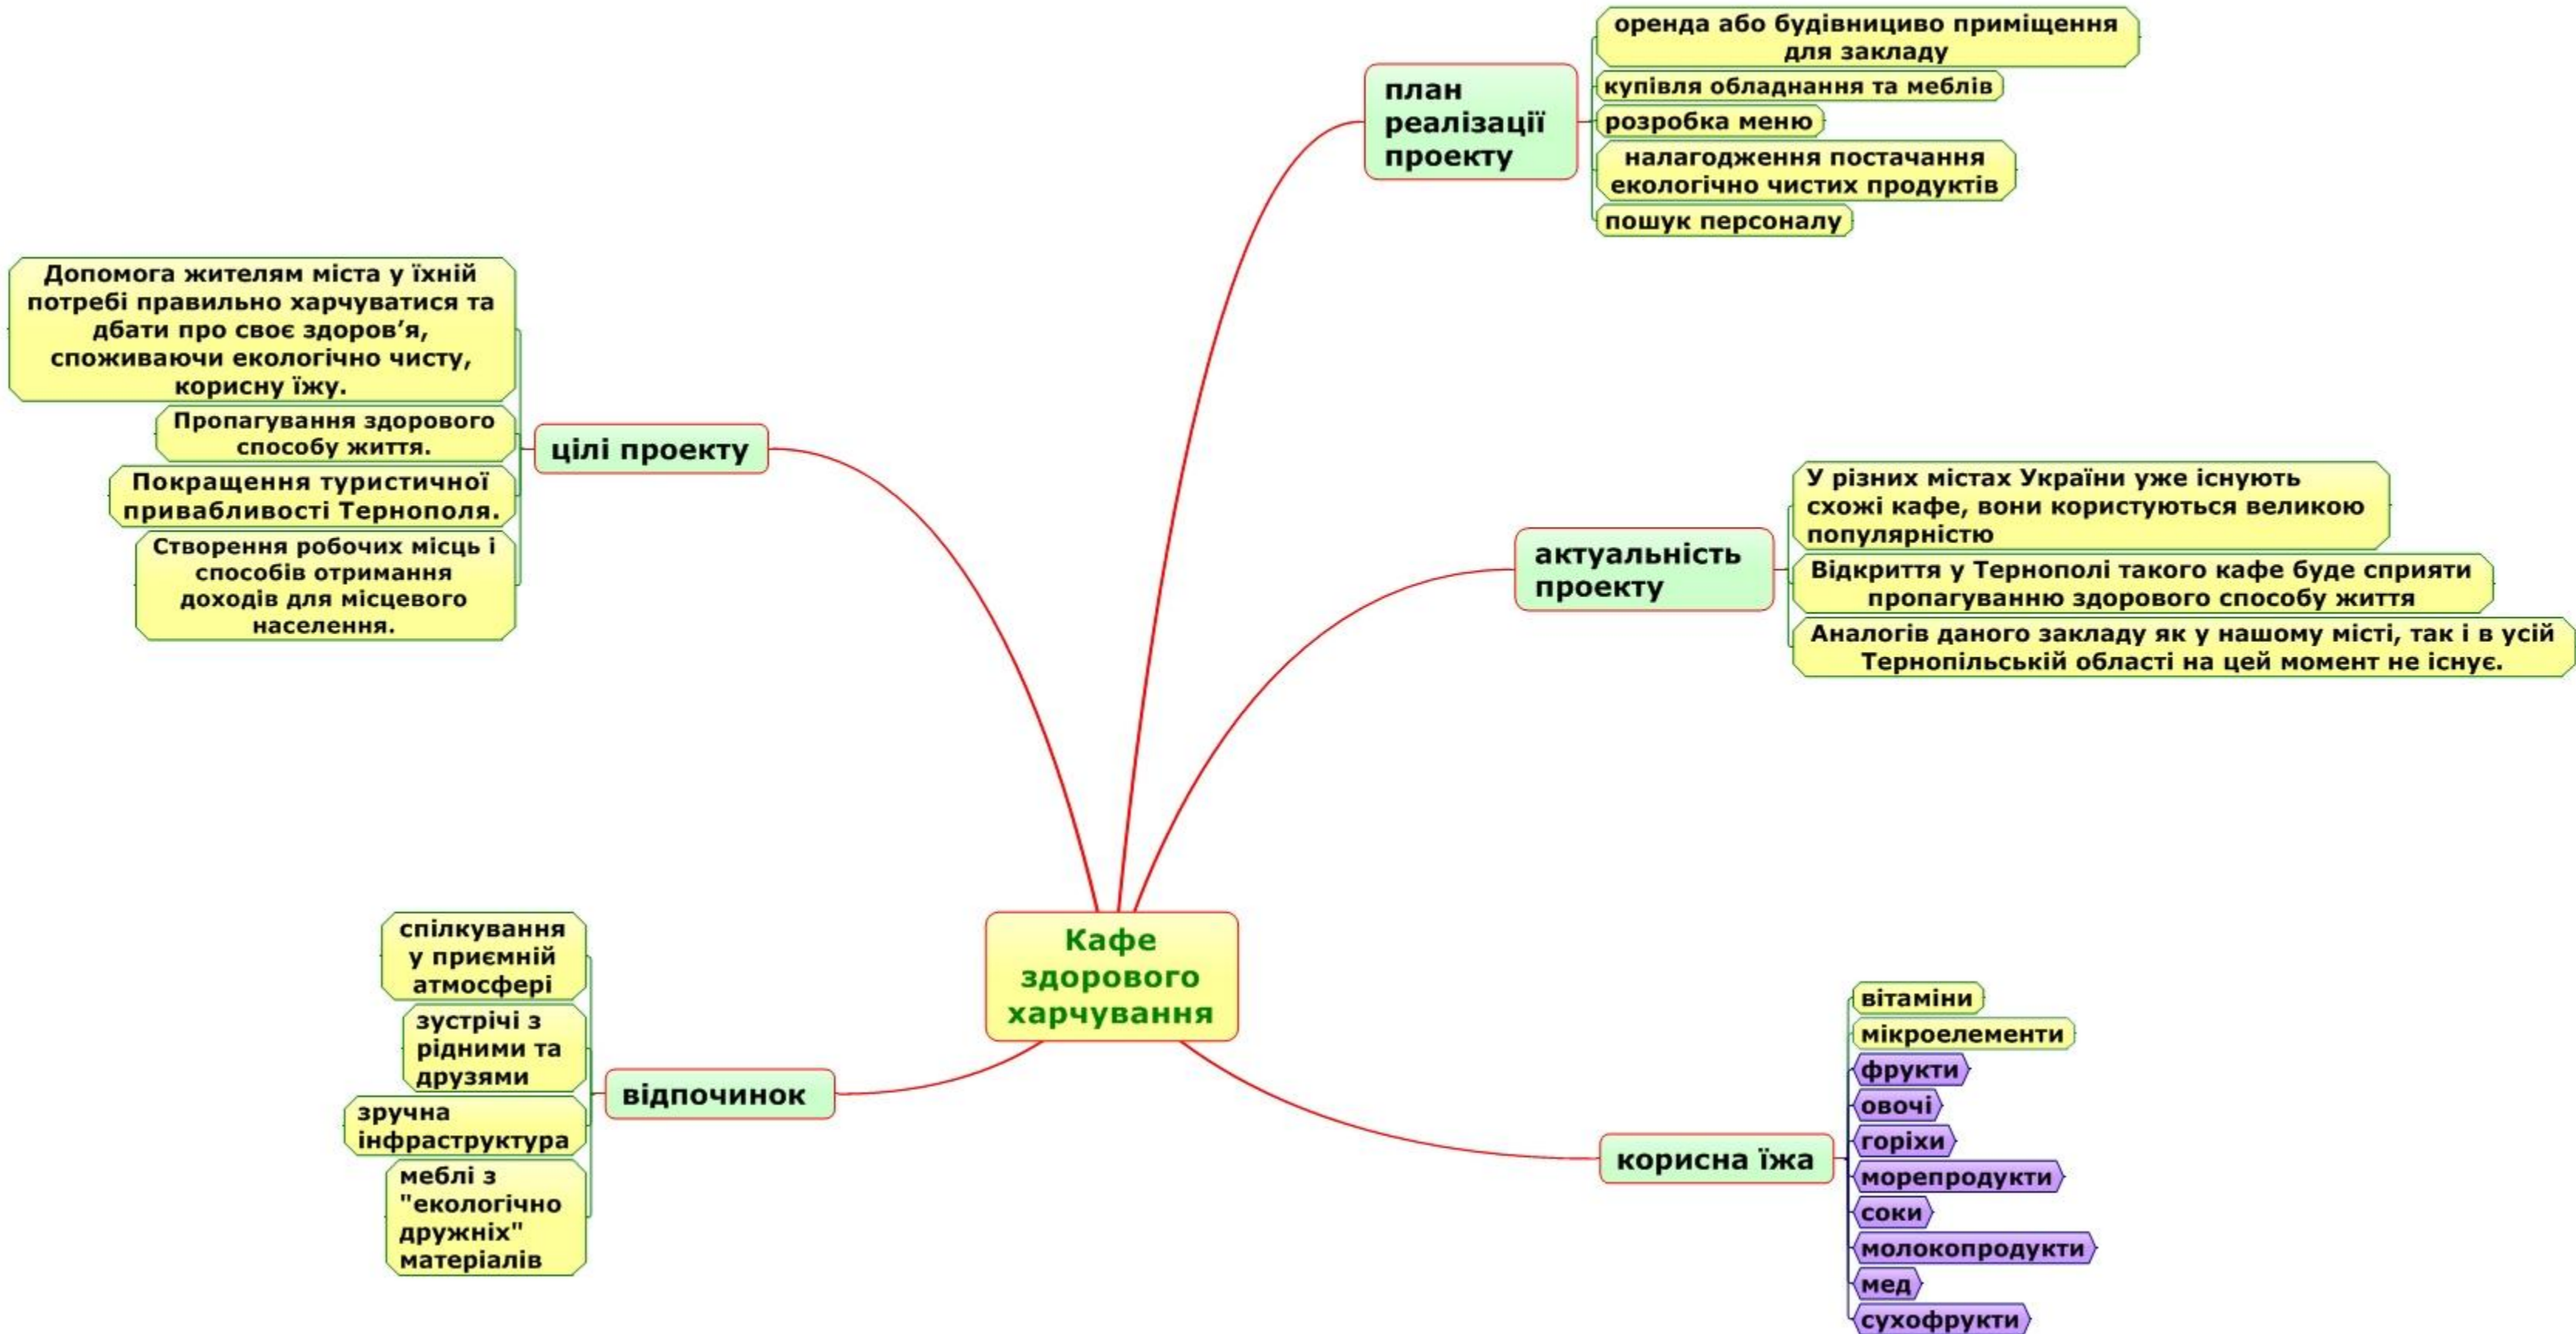 Кафе
здорового
харчування
план
реалізації
проекту
оренда або будівнициво приміщення
для закладу
купівля обладнання та меблів
розробка меню
налагодження постачання
екологічно чистих продуктів
пошук персоналу
актуальність
проекту
У різних містах України уже існують
схожі кафе, вони користуються великою
популярністю
Відкриття у Тернополі такого кафе буде сприяти
пропагуванню здорового способу життя
Аналогів даного закладу як у нашому місті, так і в усій
Тернопільській області на цей момент не існує.
корисна їжа
вітаміни
мікроелементи
фрукти
овочі
горіхи
морепродукти
соки
молокопродукти
мед
сухофрукти
цілі проекту
Допомога жителям міста у їхній
потребі правильно харчуватися та
дбати про своє здоров’я,
споживаючи екологічно чисту,
корисну їжу.
Пропагування здорового
способу життя.
Покращення туристичної
привабливості Тернополя.
Створення робочих місць і
способів отримання
доходів для місцевого
населення.
відпочинок
спілкування
у приємній
атмосфері
зустрічі з
рідними та
друзями
зручна
інфраструктура
меблі з
"екологічно
дружніх"
матеріалів